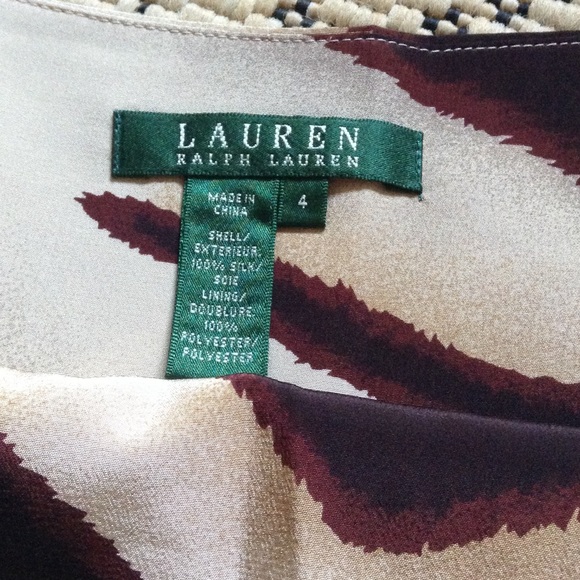 LAUREN
RALPH LAUREN
4
MADE IN
CHINA
SHELL/
EXTERIEUR:
100% SILK/
SOIE
LINING/
DOUBLURE:
100%
POLYESTER/
POLYESTER